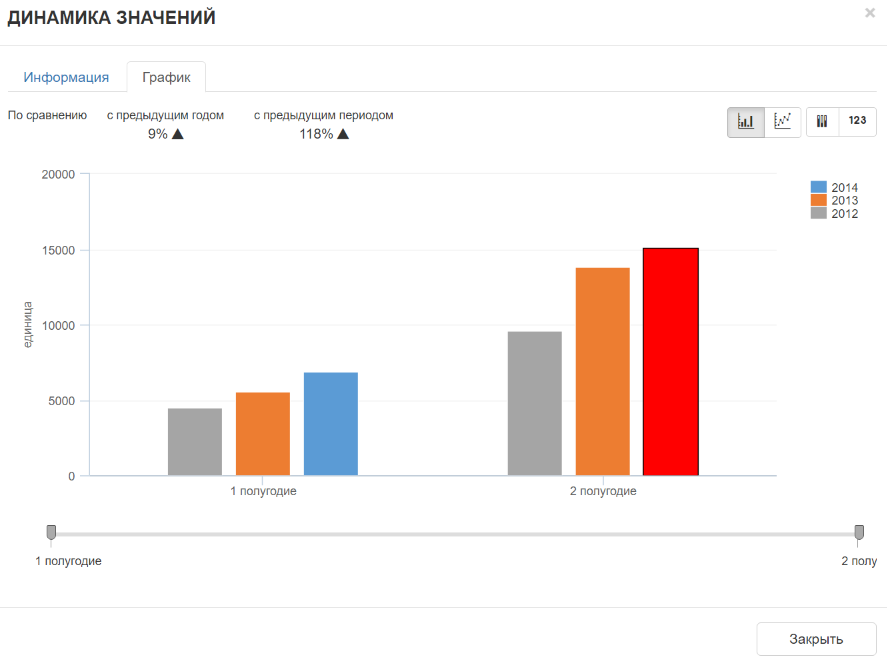 ДИНАМИКА ЗНАЧЕНИЙ
×
Информация
График
По сравнению
с предыдущим годом
9% ▲
с предыдущим периодом
118% ▲
123
2014
2013
2012
единица
20000
15000
10000
5000
0
1 полугодие
2 полугодие
1 полугодие
2 полу
Закрыть